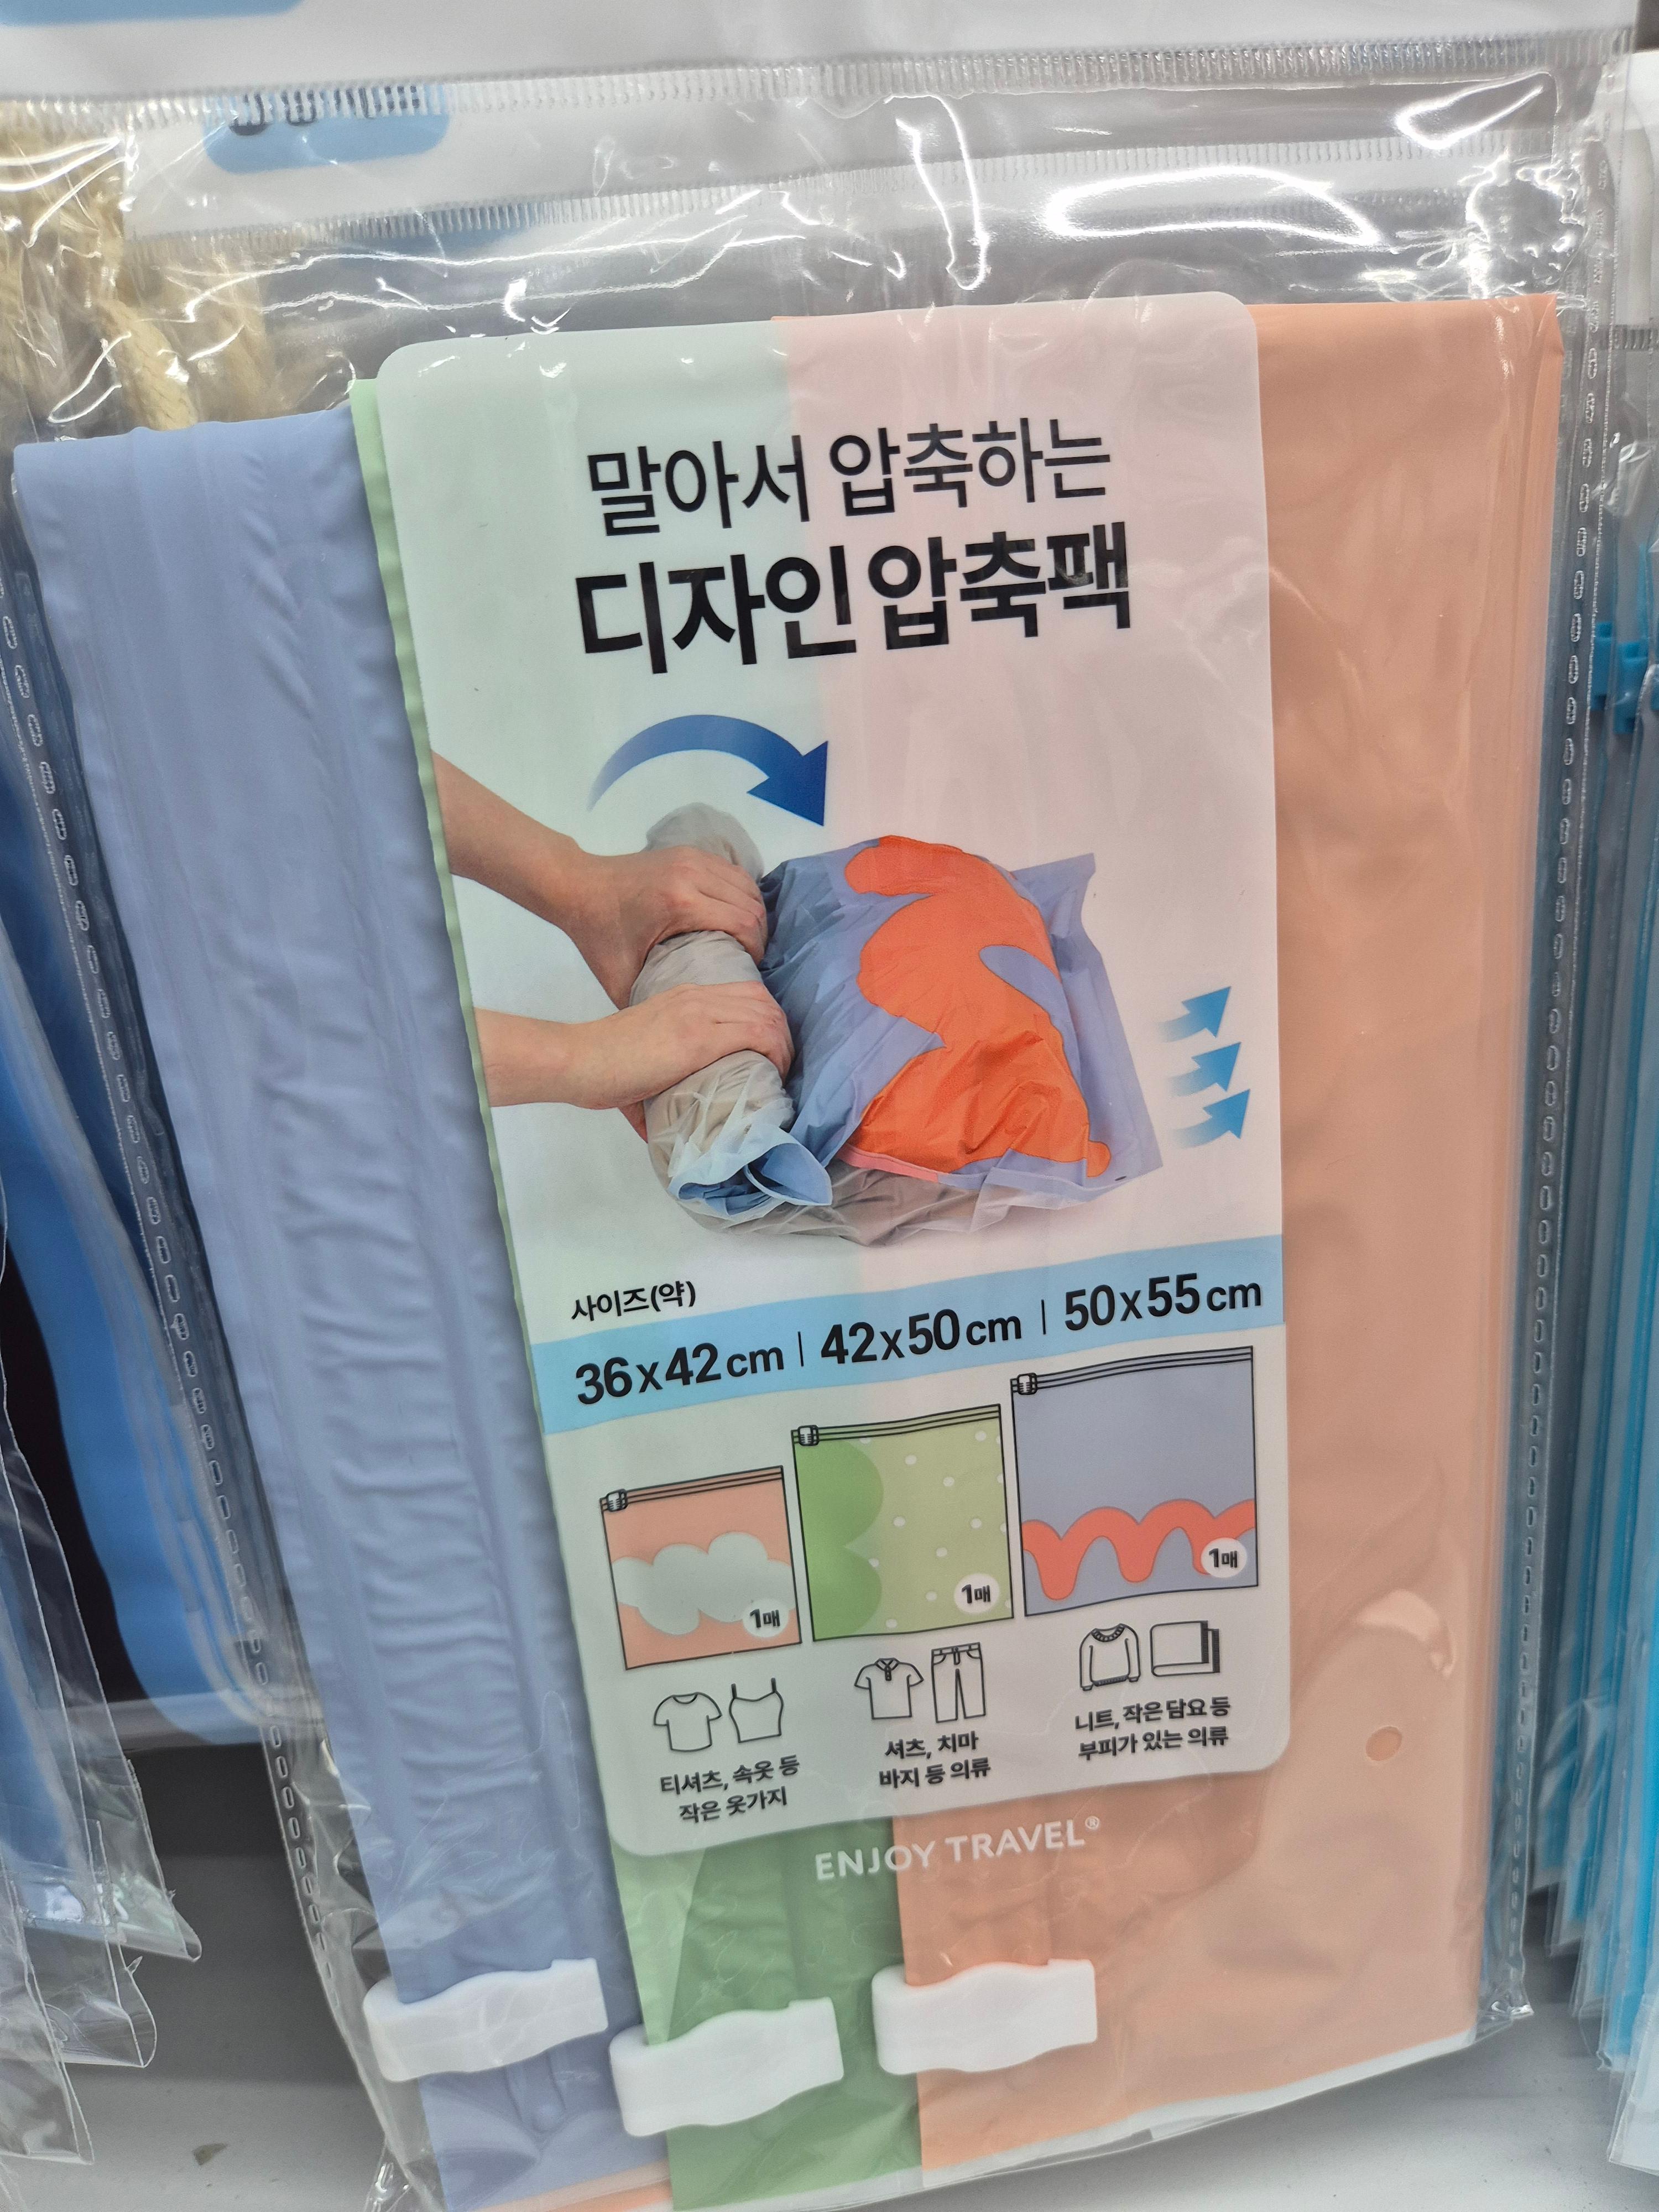 말아서 압축하는
디자인 압축팩
사이즈(약)
36x42cm | 42x50cm | 50x55cm
1매
1매
1매
티셔츠, 속옷 등
작은 옷가지
셔츠, 치마
바지 등 의류
니트, 작은 담요 등
부피가 있는 의류
ENJOY TRAVEL®